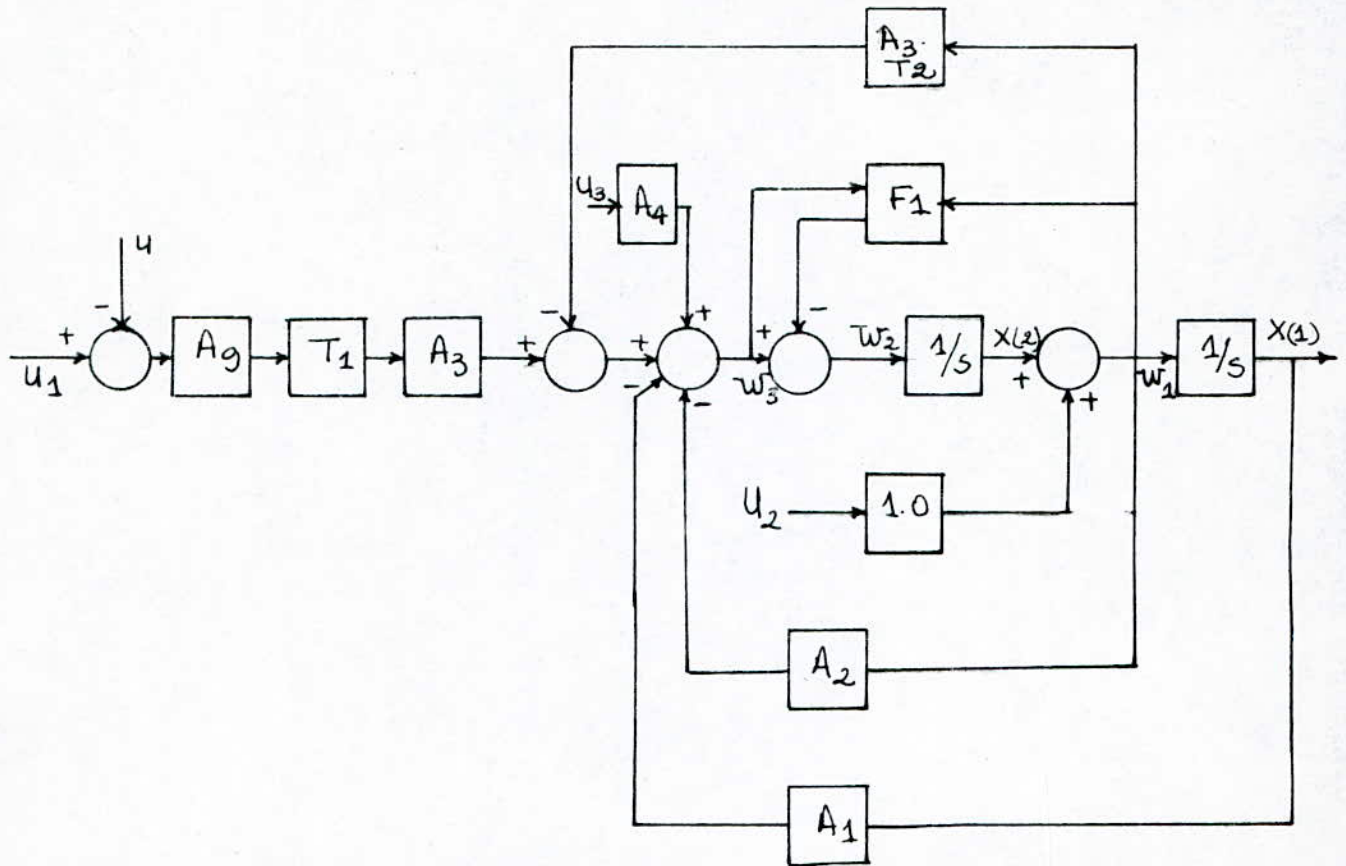 A3.
T2
u3
A4
F1
u
-
-
+
-
+
u1
A9
T1
A3
+
+
-
-
w3
+
w2
1/s
X(2)
+
+
w1
1/s
X(1)
U2
1.0
A2
A1